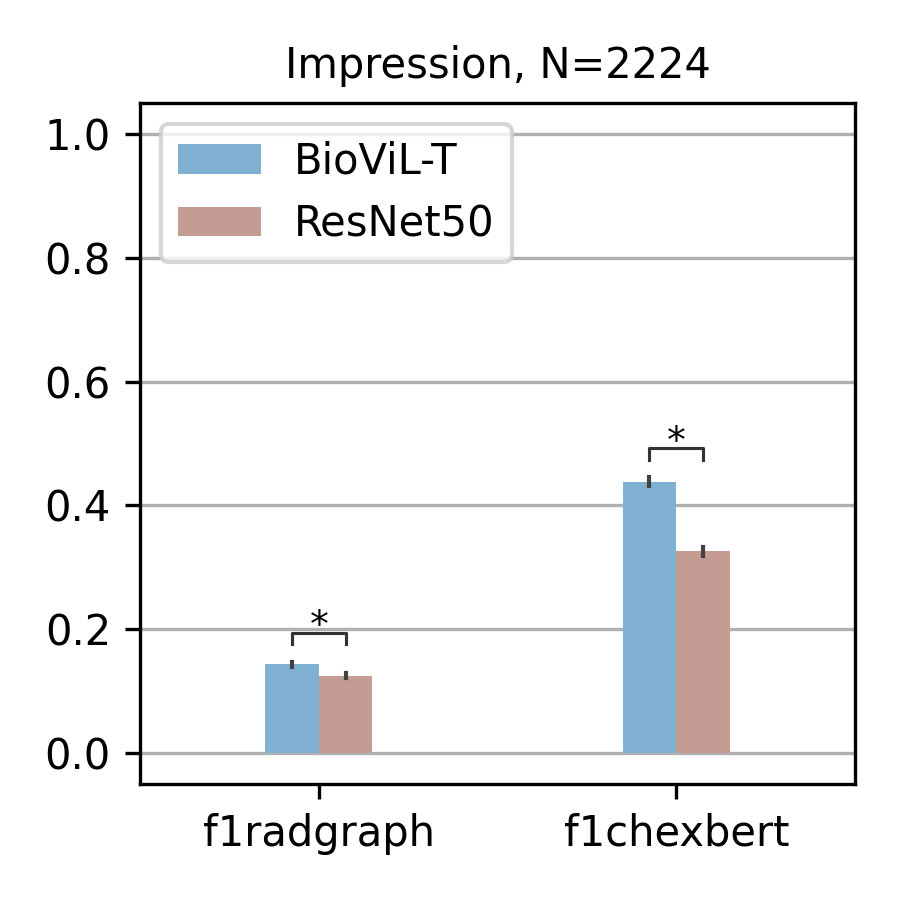 Impression, N=2224
1.0
0.8
0.6
0.4
0.2
0.0
BioViL-T
ResNet50
*
*
f1radgraph
f1chexbert